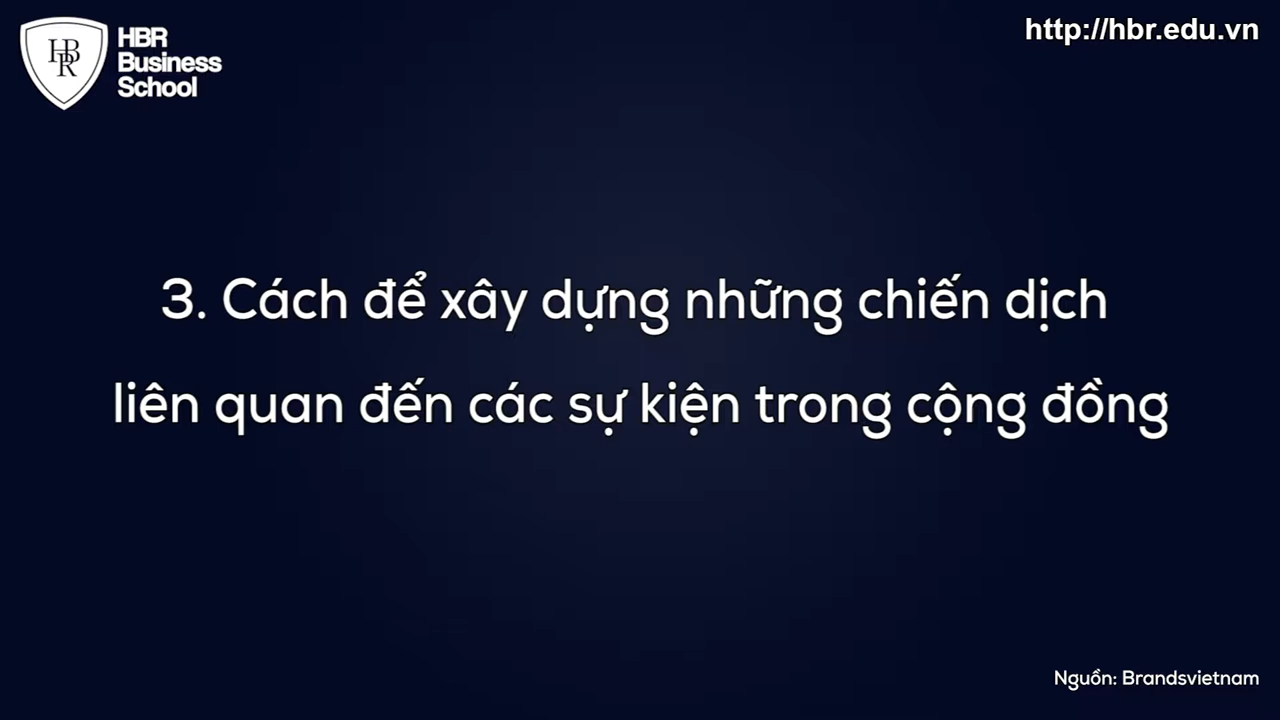 HBR
Business
School
http://hbr.edu.vn
3. Cách để xây dựng những chiến dịch
liên quan đến các sự kiện trong cộng đồng
Nguồn: Brandsvietnam